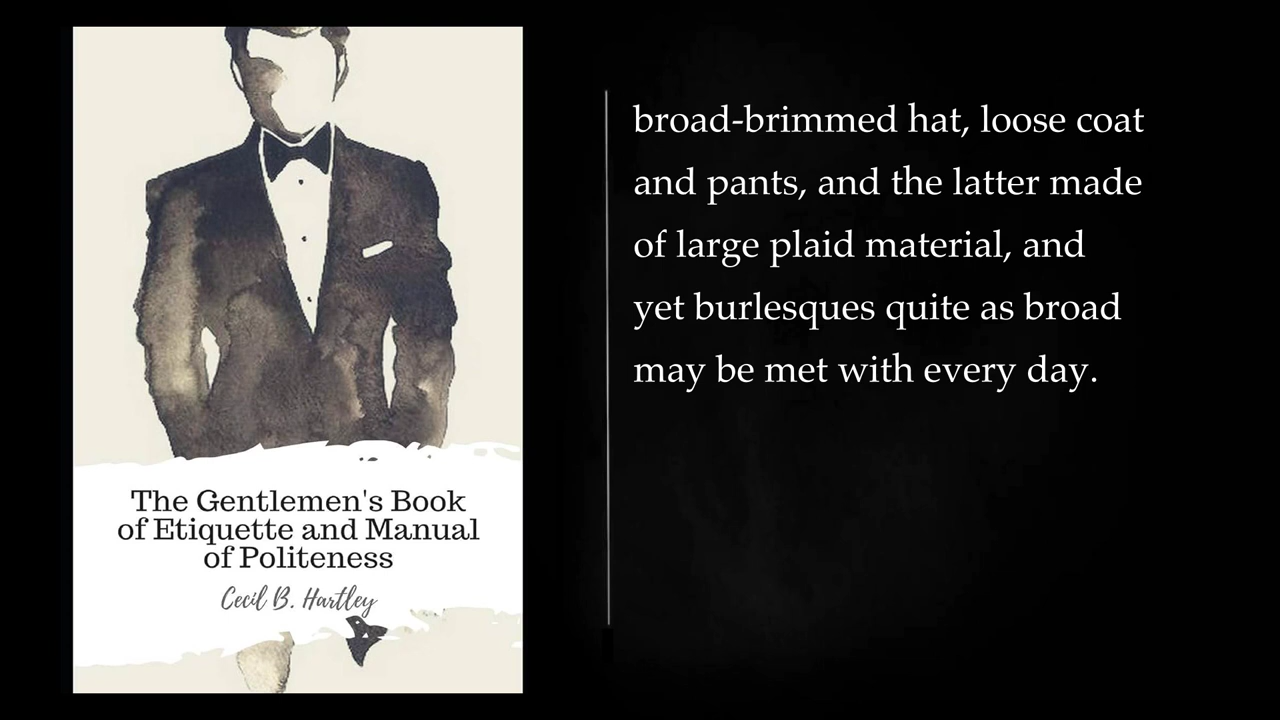 The Gentlemen's Book
of Etiquette and Manual
of Politeness
Cecil B. Hartley
broad-brimmed hat, loose coat
and pants, and the latter made
of large plaid material, and
yet burlesques quite as broad
may be met with every day.